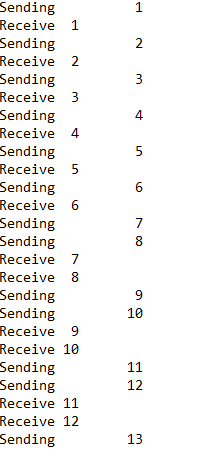 Sending          1
Receive  1
Sending          2
Receive  2
Sending          3
Receive  3
Sending          4
Receive  4
Sending          5
Receive  5
Sending          6
Receive  6
Sending          7
Sending          8
Receive  7
Receive  8
Sending          9
Sending         10
Receive  9
Receive 10
Sending         11
Sending         12
Receive 11
Receive 12
Sending         13